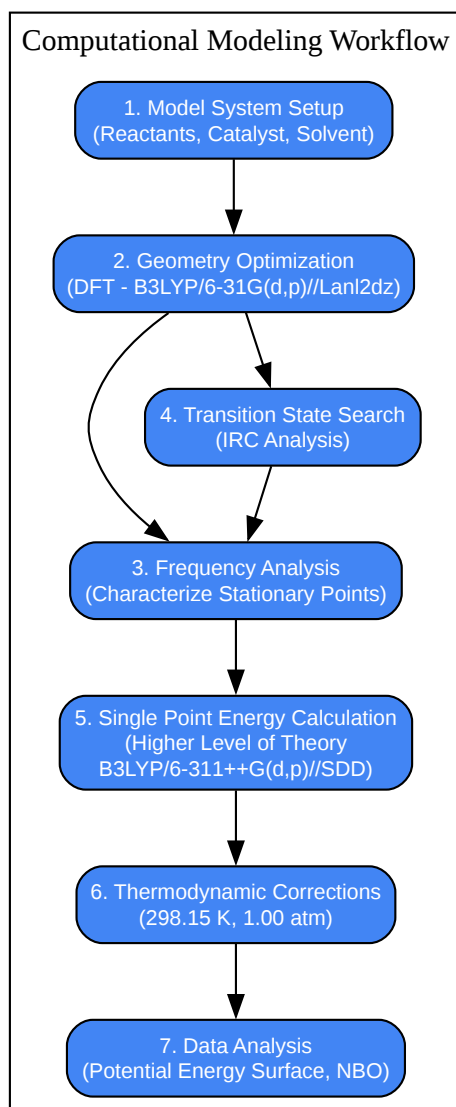 Computational Modeling Workflow
1. Model System Setup
(Reactants, Catalyst, Solvent)
2. Geometry Optimization
(DFT - B3LYP/6-31G(d,p)//Lanl2dz)
4. Transition State Search
(IRC Analysis)
3. Frequency Analysis
(Characterize Stationary Points)
5. Single Point Energy Calculation
(Higher Level of Theory
B3LYP/6-311++G(d,p)//SDD)
6. Thermodynamic Corrections
(298.15 K, 1.00 atm)
7. Data Analysis
(Potential Energy Surface, NBO)